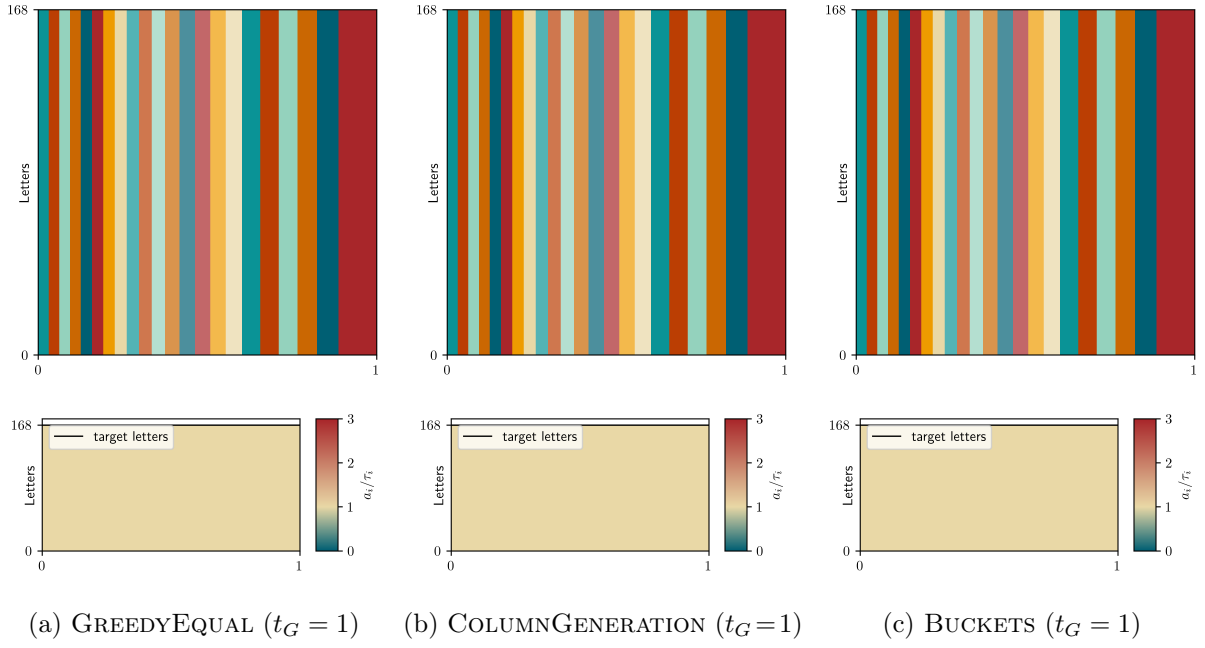 168
Letters
0
0
1
168
Letters
0
0
1
168
Letters
0
0
1
168
target letters
Letters
0
0
1
3
2
1
0
a_i/τ_i
168
target letters
Letters
0
0
1
3
2
1
0
a_i/τ_i
168
target letters
Letters
0
0
1
3
2
1
0
a_i/τ_i
(a) GREEDYEQUAL (t_G = 1)
(b) COLUMNGENERATION (t_G=1)
(c) BUCKETS (t_G = 1)